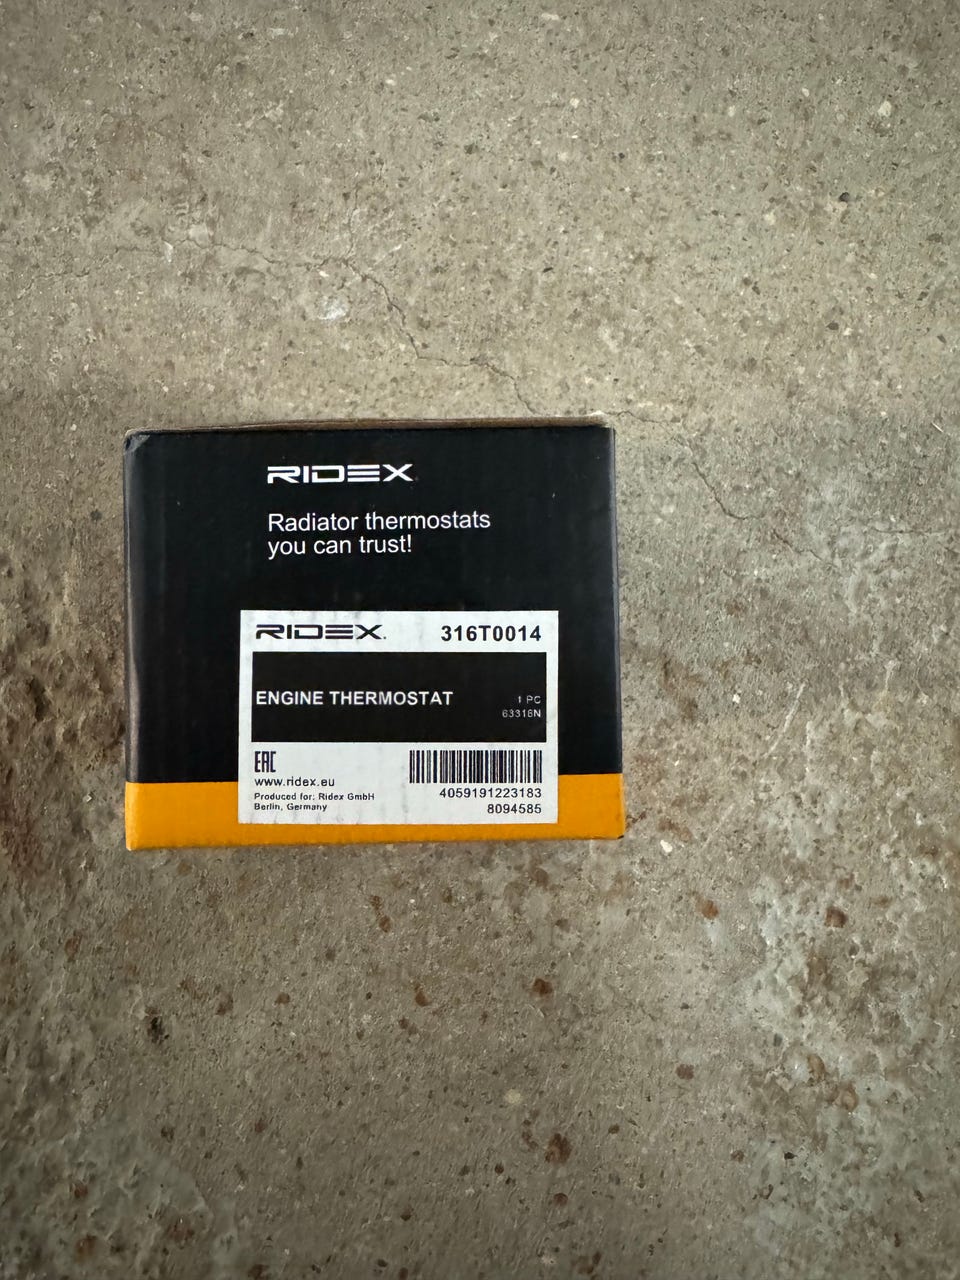 RIDEX
Radiator thermostats
you can trust!
RIDEX. 316T0014
ENGINE THERMOSTAT 1 PC
63318N
EAC
www.ridex.eu
Produced for: Ridex GmbH
Berlin, Germany
4059191223183
8094585